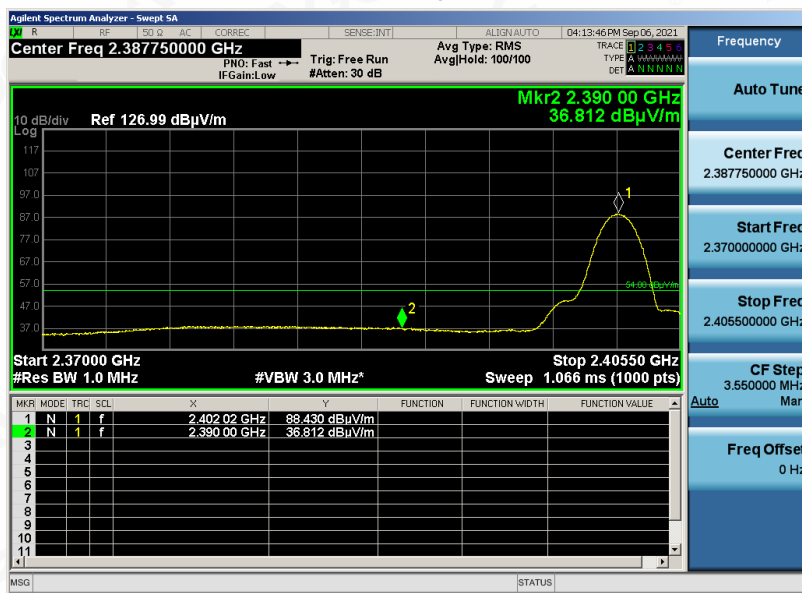 Agilent Spectrum Analyzer - Swept SA
LXI R RF 50 Ω AC CORREC SENSE:INT ALIGN AUTO 04:13:46 PM Sep 06, 2021
Center Freq 2.387750000 GHz
PNO: Fast
IFGain:Low
Trig: Free Run
#Atten: 30 dB
Avg Type: RMS
Avg|Hold: 100/100
TRACE 1 2 3 4 5 6
TYPE A WWWWW
DET A N N N N N
Mkr2 2.390 00 GHz
36.812 dBµV/m
10 dB/div Ref 126.99 dBµV/m
Log
117
107
97.0
87.0
77.0
67.0
57.0
47.0
37.0
1
54.00 dBµV/m
2
Start 2.37000 GHz Stop 2.40550 GHz
#Res BW 1.0 MHz #VBW 3.0 MHz* Sweep 1.066 ms (1000 pts)
MKR MODE TRC SCL X Y FUNCTION FUNCTION WIDTH FUNCTION VALUE
1 N 1 f 2.402 02 GHz 88.430 dBµV/m
2 N 1 f 2.390 00 GHz 36.812 dBµV/m
3
4
5
6
7
8
9
10
11
MSG STATUS
Frequency
Auto Tune
Center Freq
2.387750000 GHz
Start Freq
2.370000000 GHz
Stop Freq
2.405500000 GHz
CF Step
3.550000 MHz
Auto Man
Freq Offset
0 Hz